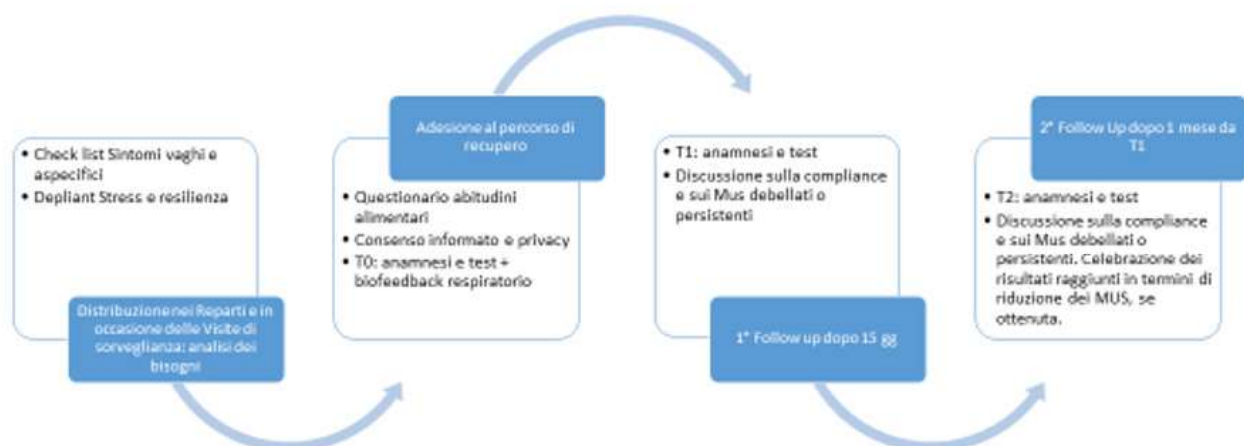 • Check list Sintomi vaghi e
aspecifici
• Depliant Stress e resilienza
Distribuzione nei Reparti e in
occasione delle Visite di
sorveglianza: analisi dei
bisogni
Adesione al percorso di
recupero
• Questionario abitudini
alimentari
• Consenso informato e privacy
• T0: anamnesi e test +
biofeedback respiratorio
• T1: anamnesi e test
• Discussione sulla compliance
e sui Mus debellati o
persistenti
1° Follow up dopo 15 gg
2° Follow Up dopo 1 mese da
T1
• T2: anamnesi e test
• Discussione sulla compliance
e sui Mus debellati o
persistenti. Celebrazione dei
risultati raggiunti in termini di
riduzione dei MUS, se
ottenuta.